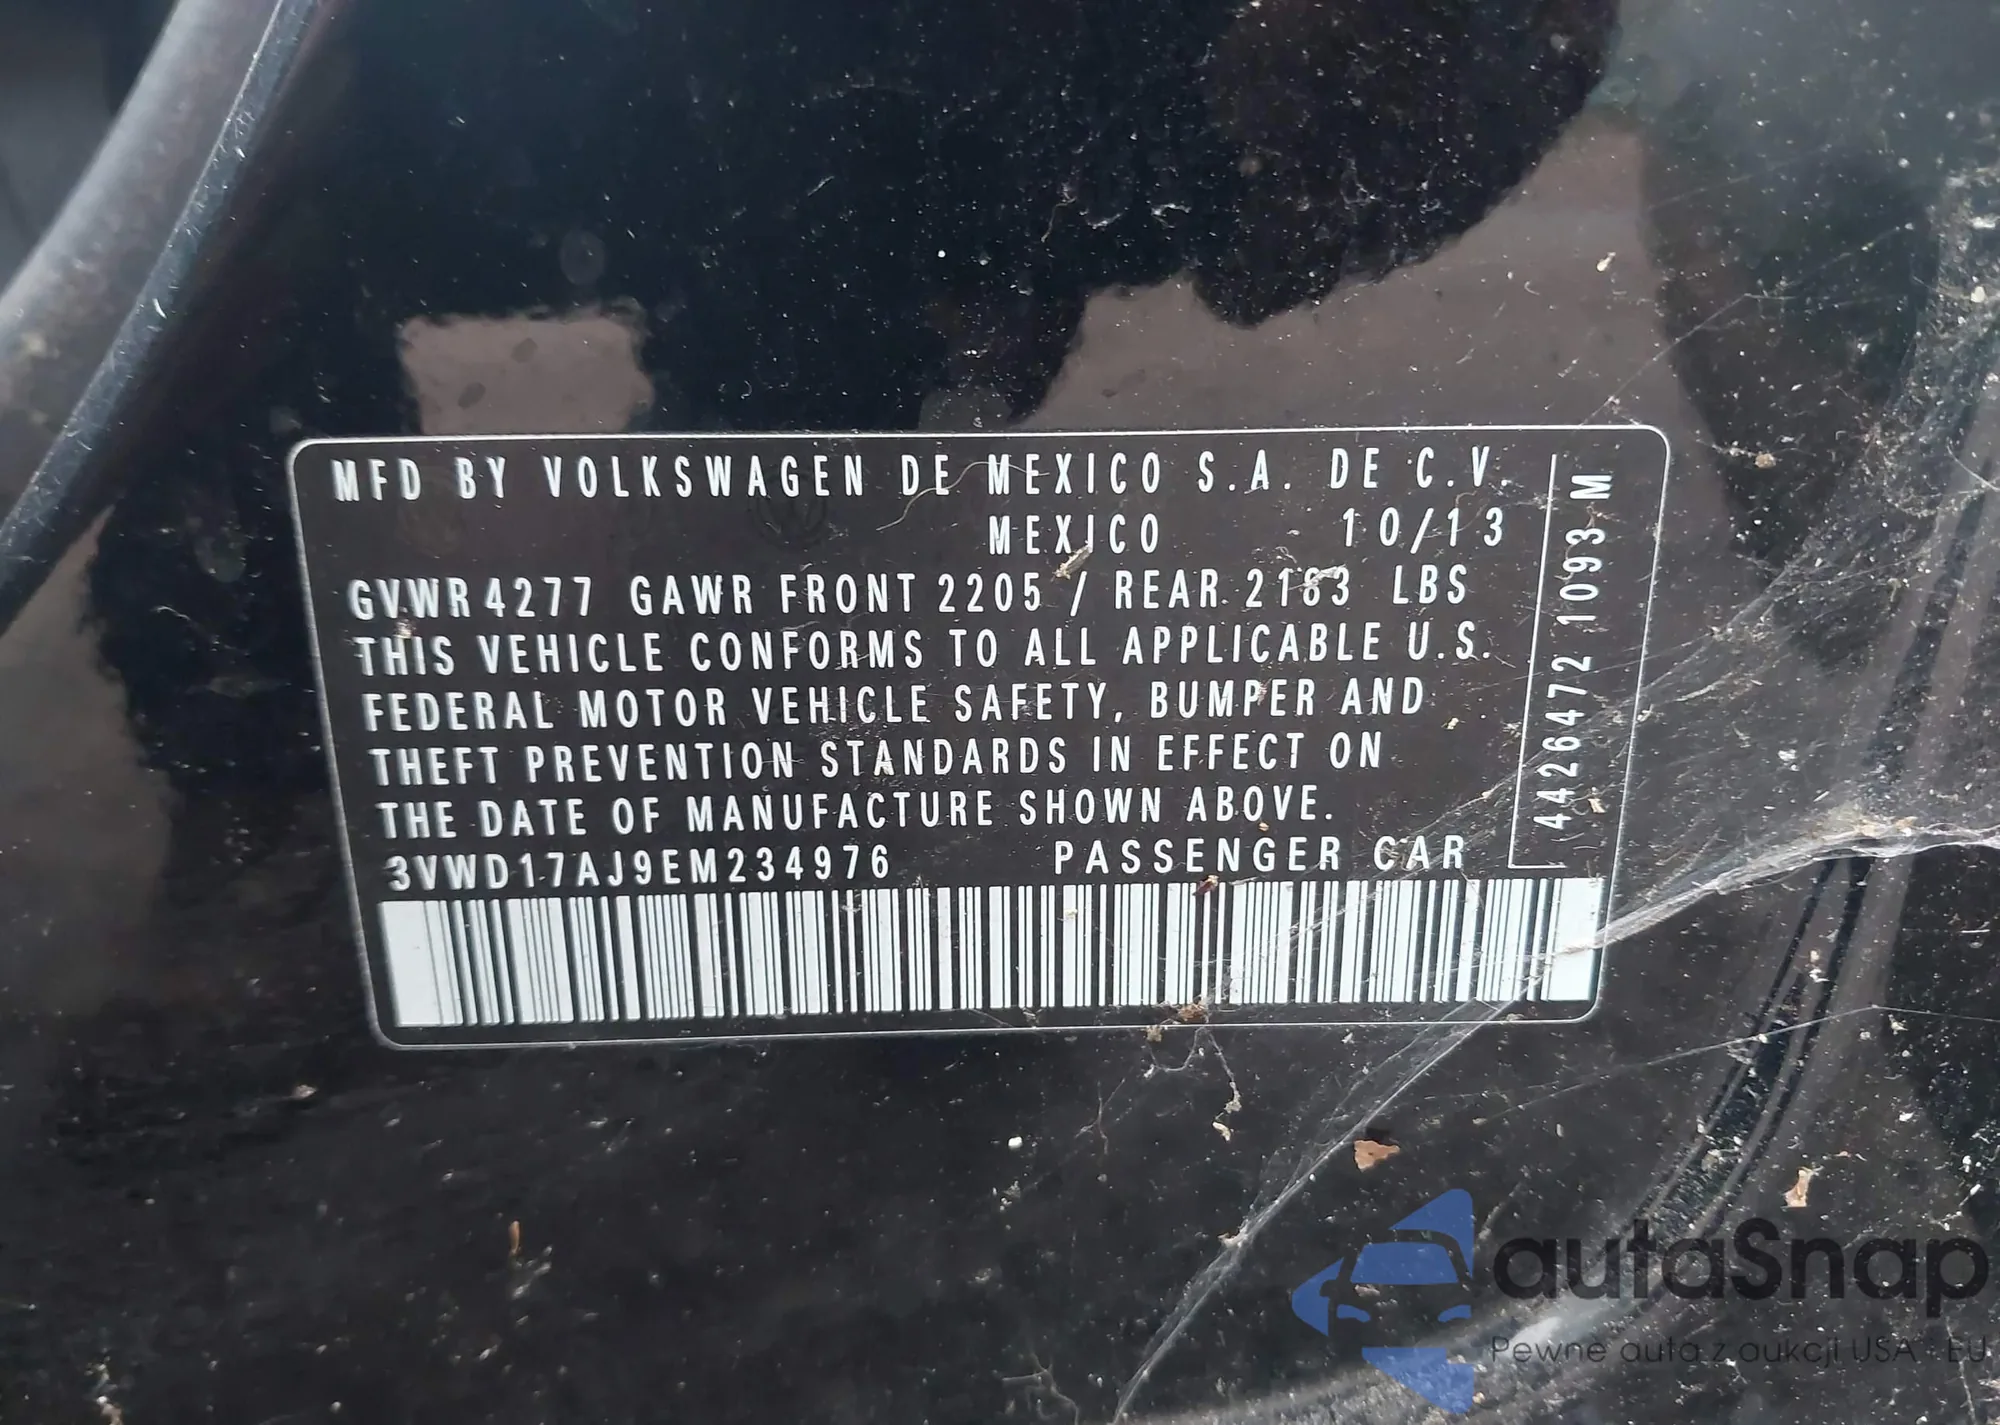 MFD BY VOLKSWAGEN DE MEXICO S.A. DE C.V.
MEXICO 10/13
GVWR 4277 GAWR FRONT 2205 / REAR 2183 LBS
THIS VEHICLE CONFORMS TO ALL APPLICABLE U.S.
FEDERAL MOTOR VEHICLE SAFETY, BUMPER AND
THEFT PREVENTION STANDARDS IN EFFECT ON
THE DATE OF MANUFACTURE SHOWN ABOVE.
3VWD17AJ9EM234976 PASSENGER CAR
44264721093M
autaSnap
Pewne auta z aukcji USA - EU